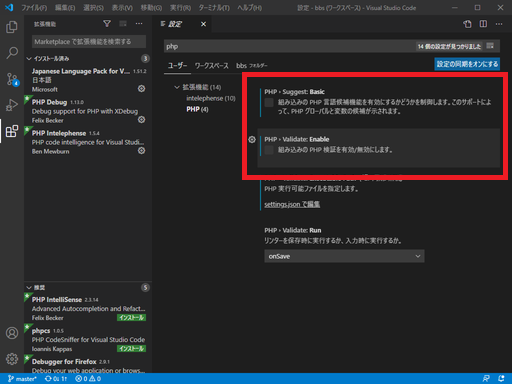 ファイル(F) 編集(E) 選択(S) 表示(V) 移動(G) 実行(R) ターミナル(T) ヘルプ(H)
設定 - bbs (ワークスペース) - Visual Studio Code
拡張機能
Marketplace で拡張機能を検索する
インストール済み 3
Japanese Language Pack for V... 1.51.2
日本語
Microsoft
PHP Debug 1.13.0
Debug support for PHP with XDebug
Felix Becker
PHP Intelephense 1.5.4
PHP code intelligence for Visual Studio...
Ben Mewburn
推奨 5
PHP IntelliSense 2.3.14
Advanced Autocompletion and Refact...
Felix Becker インストール
phpcs 1.0.5
PHP CodeSniffer for Visual Studio Code
Ioannis Kappas インストール
Debugger for Firefox 2.9.1
Debug your web application or brows...
設定
php
14 個の設定が見つかりました
ユーザー ワークスペース bbs フォルダー
設定の同期をオンにする
拡張機能 (14)
intelephense (10)
PHP (4)
PHP › Suggest: Basic
組み込みの PHP 言語候補機能を有効にするかどうかを制御します。このサポートによ
って、PHP グローバルと変数の候補が示されます。
PHP › Validate: Enable
組み込みの PHP 検証を有効/無効にします。
PHP 実行可能ファイルを指定します。
settings.json で編集
PHP › Validate: Run
リンターを保存時に実行するか、入力時に実行するか。
onSave
master* 0↓ 1↑ 0 0